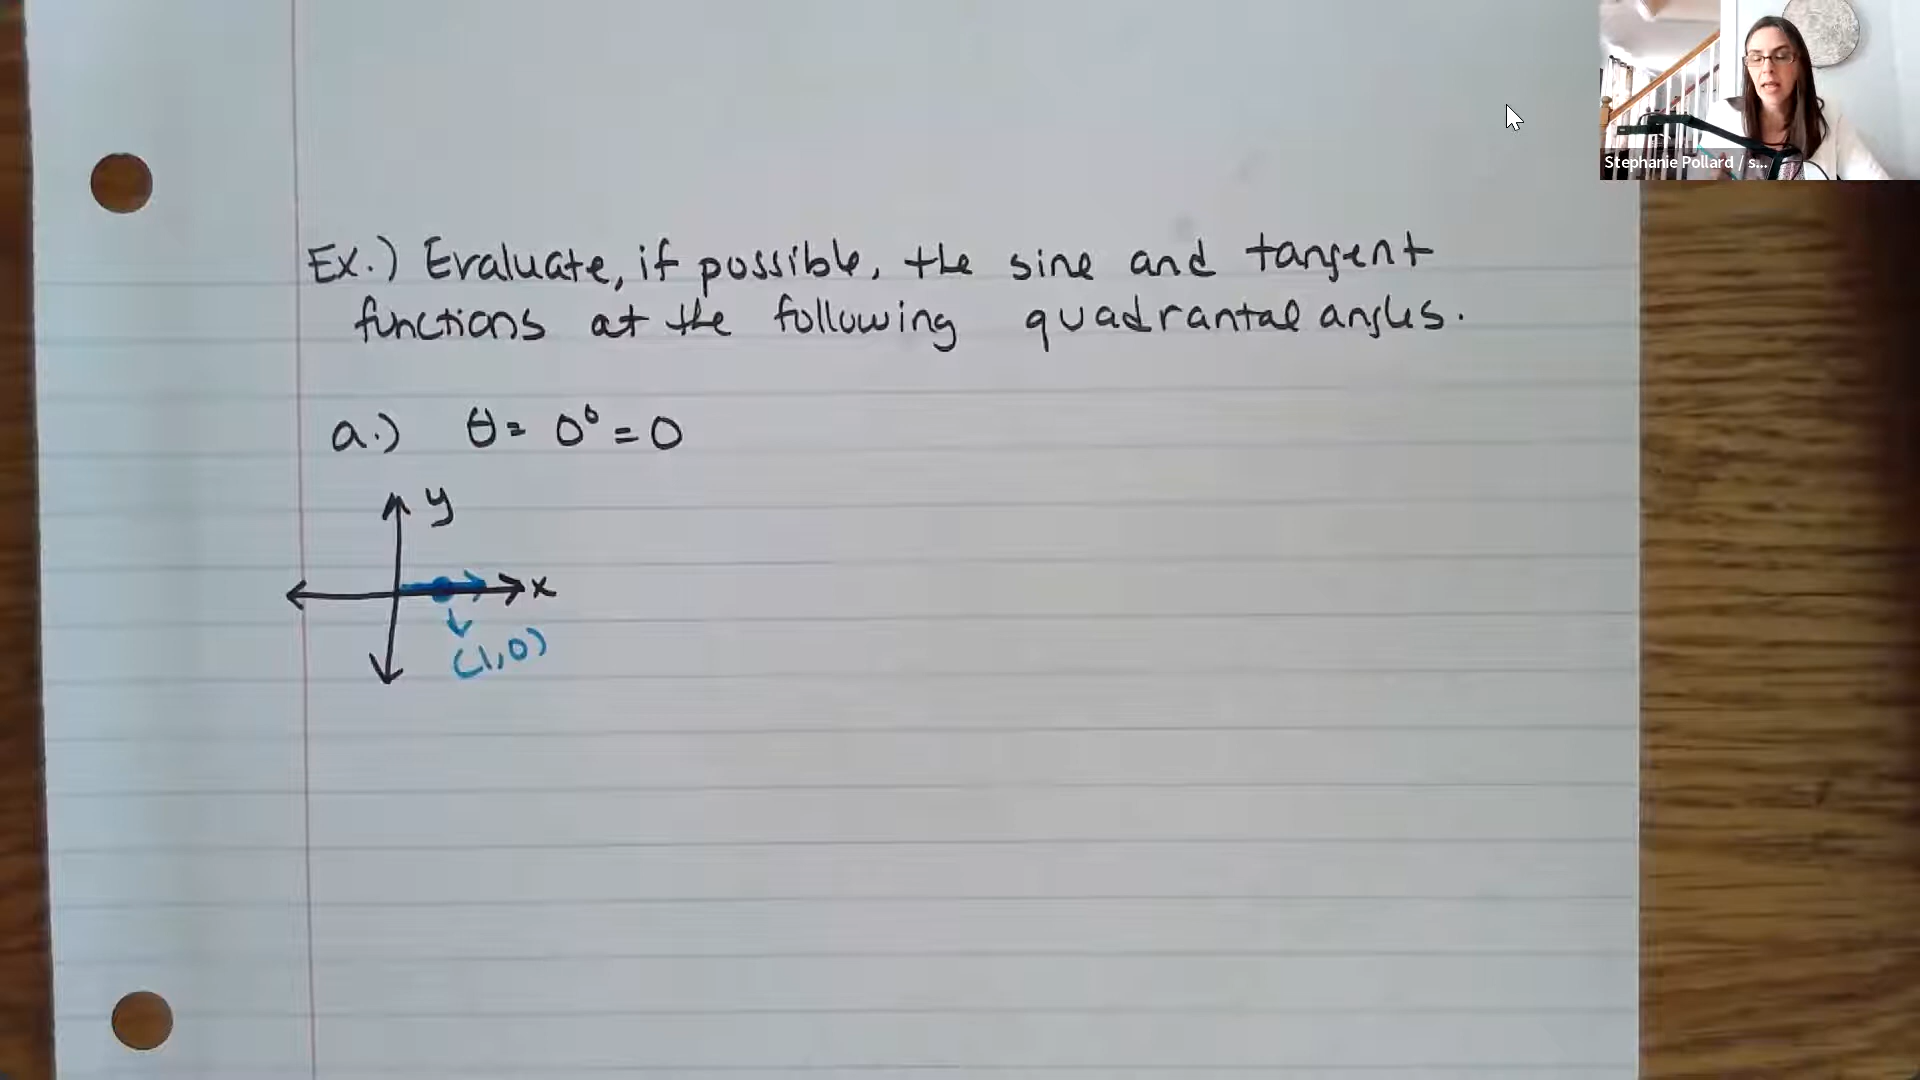 Stephanie Pollard / s...
Ex.) Evaluate, if possible, the sine and tangent
functions at the following quadrantal angles.
a.) θ = 0° = 0
y
x
(1,0)